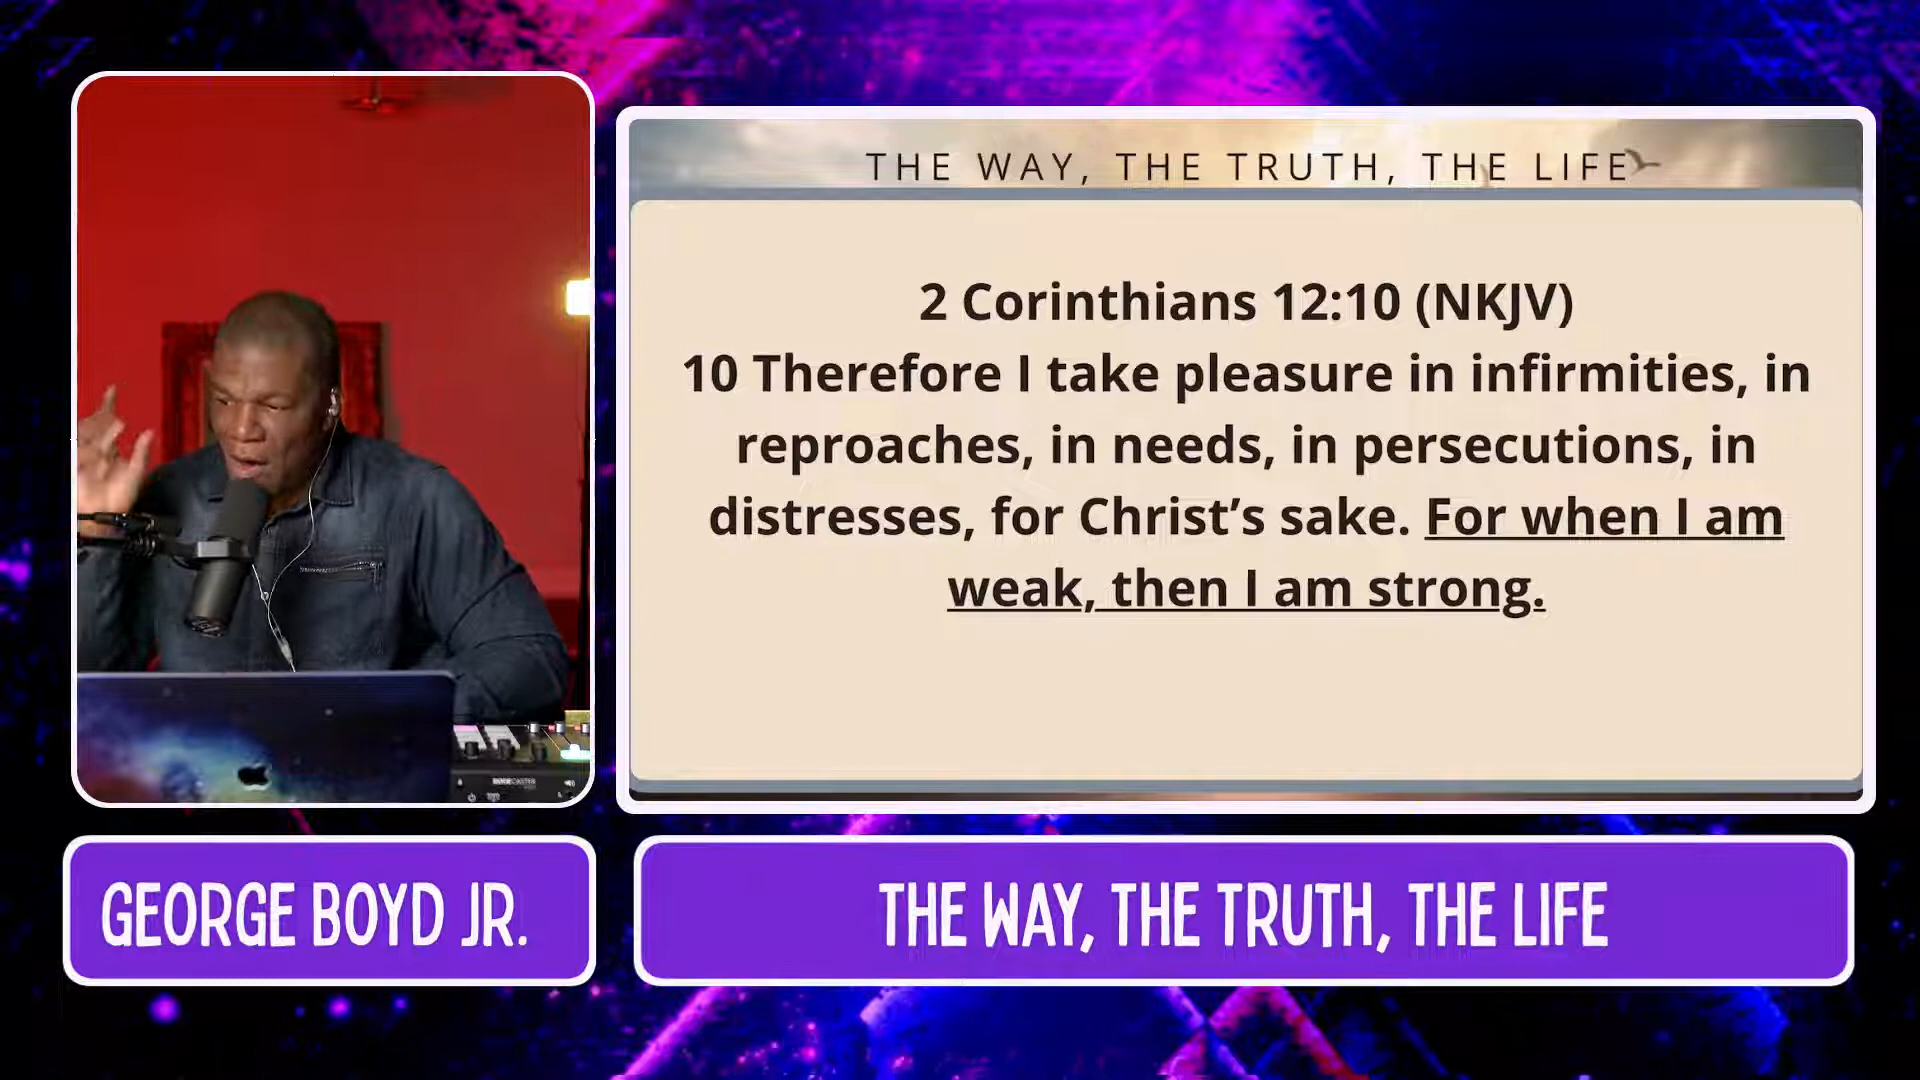 THE WAY, THE TRUTH, THE LIFE
2 Corinthians 12:10 (NKJV)
10 Therefore I take pleasure in infirmities, in
reproaches, in needs, in persecutions, in
distresses, for Christ’s sake. For when I am
weak, then I am strong.
GEORGE BOYD JR.
THE WAY, THE TRUTH, THE LIFE